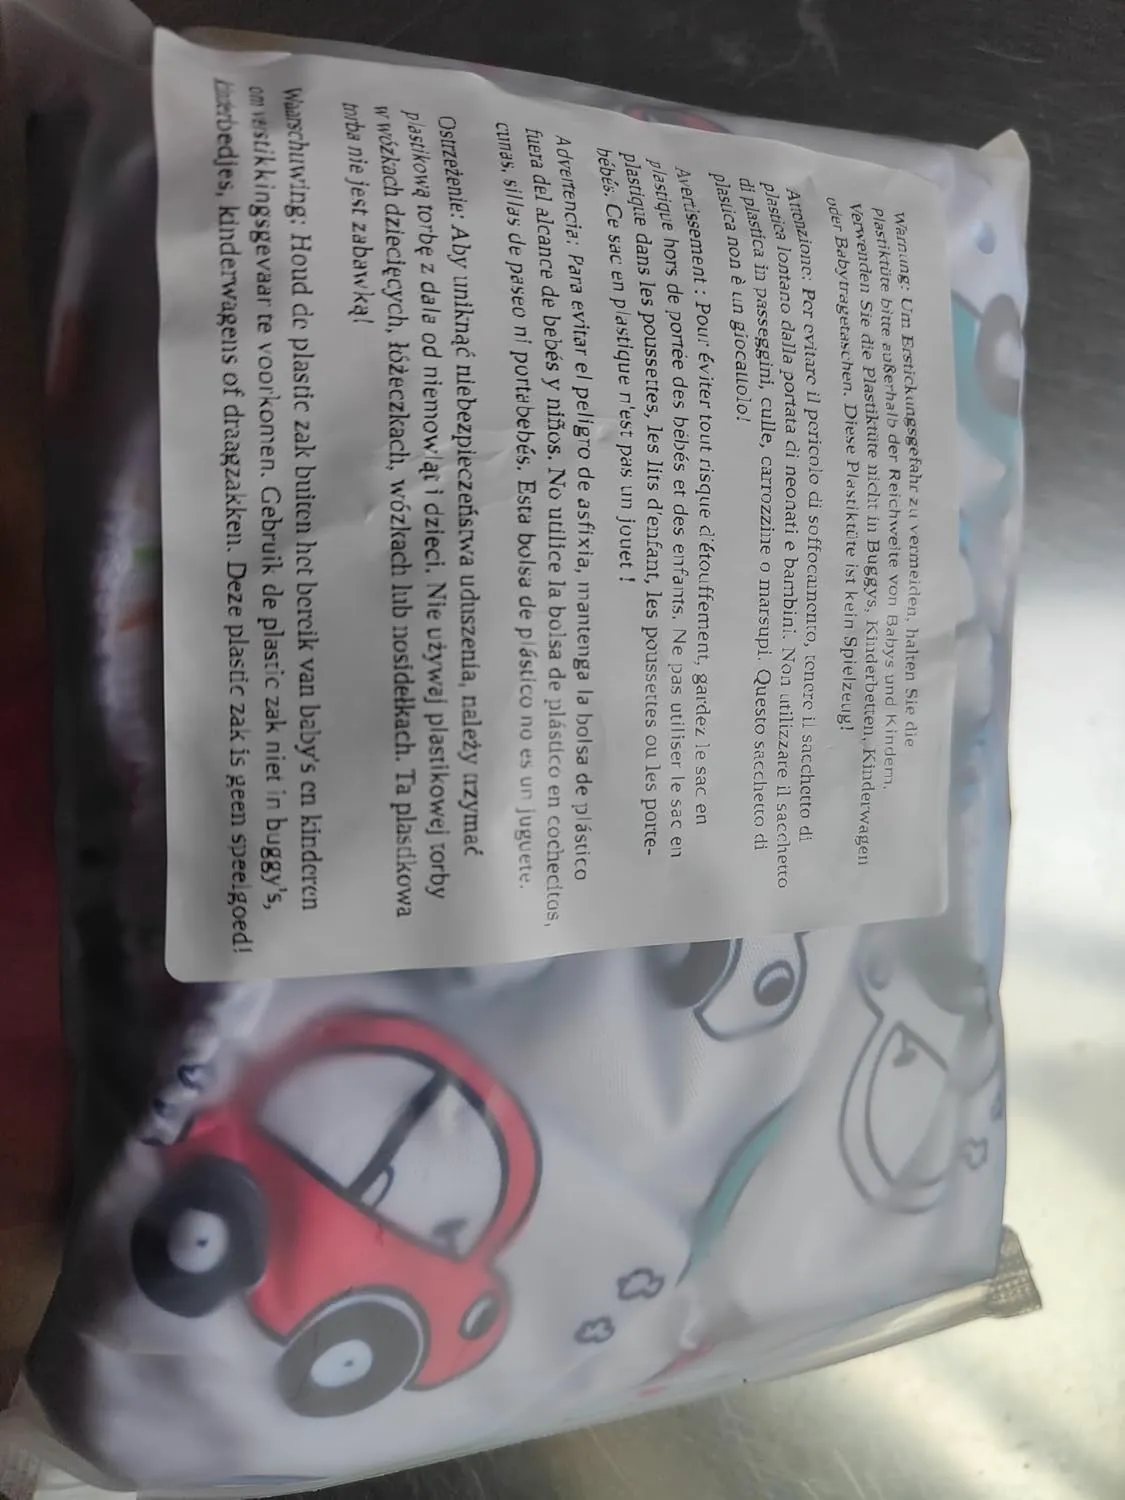 Warnung: Um Erstickungsgefahr zu vermeiden, halten Sie die
Plastiktüte bitte außerhalb der Reichweite von Babys und Kindern.
Verwenden Sie die Plastiktüte nicht in Buggys, Kinderbetten, Kinderwagen
oder Babytragetaschen. Diese Plastiktüte ist kein Spielzeug!
Attenzione: Per evitare il pericolo di soffocamento, tenere il sacchetto di
plastica lontano dalla portata di neonati e bambini. Non utilizzare il sacchetto
di plastica in passeggini, culle, carrozzine o marsupi. Questo sacchetto di
plastica non è un giocattolo!
Avertissement : Pour éviter tout risque d'étouffement, gardez le sac en
plastique hors de portée des bébés et des enfants. Ne pas utiliser le sac en
plastique dans les poussettes, les lits d'enfant, les poussettes ou les porte-
bébés. Ce sac en plastique n'est pas un jouet !
Advertencia: Para evitar el peligro de asfixia, mantenga la bolsa de plástico
fuera del alcance de bebés y niños. No utilice la bolsa de plástico en cochecitos,
cunas, sillas de paseo ni portabebés. Esta bolsa de plástico no es un juguete.
Ostrzeżenie: Aby uniknąć niebezpieczeństwa uduszenia, należy trzymać
plastikową torbę z dala od niemowląt i dzieci. Nie używaj plastikowej torby
w wózkach dziecięcych, łóżeczkach, wózkach lub nosidełkach. Ta plastikowa
torba nie jest zabawką!
Waarschuwing: Houd de plastic zak buiten het bereik van baby's en kinderen
om verstikkingsgevaar te voorkomen. Gebruik de plastic zak niet in buggy's,
kinderbedjes, kinderwagens of draagzakken. Deze plastic zak is geen speelgoed!